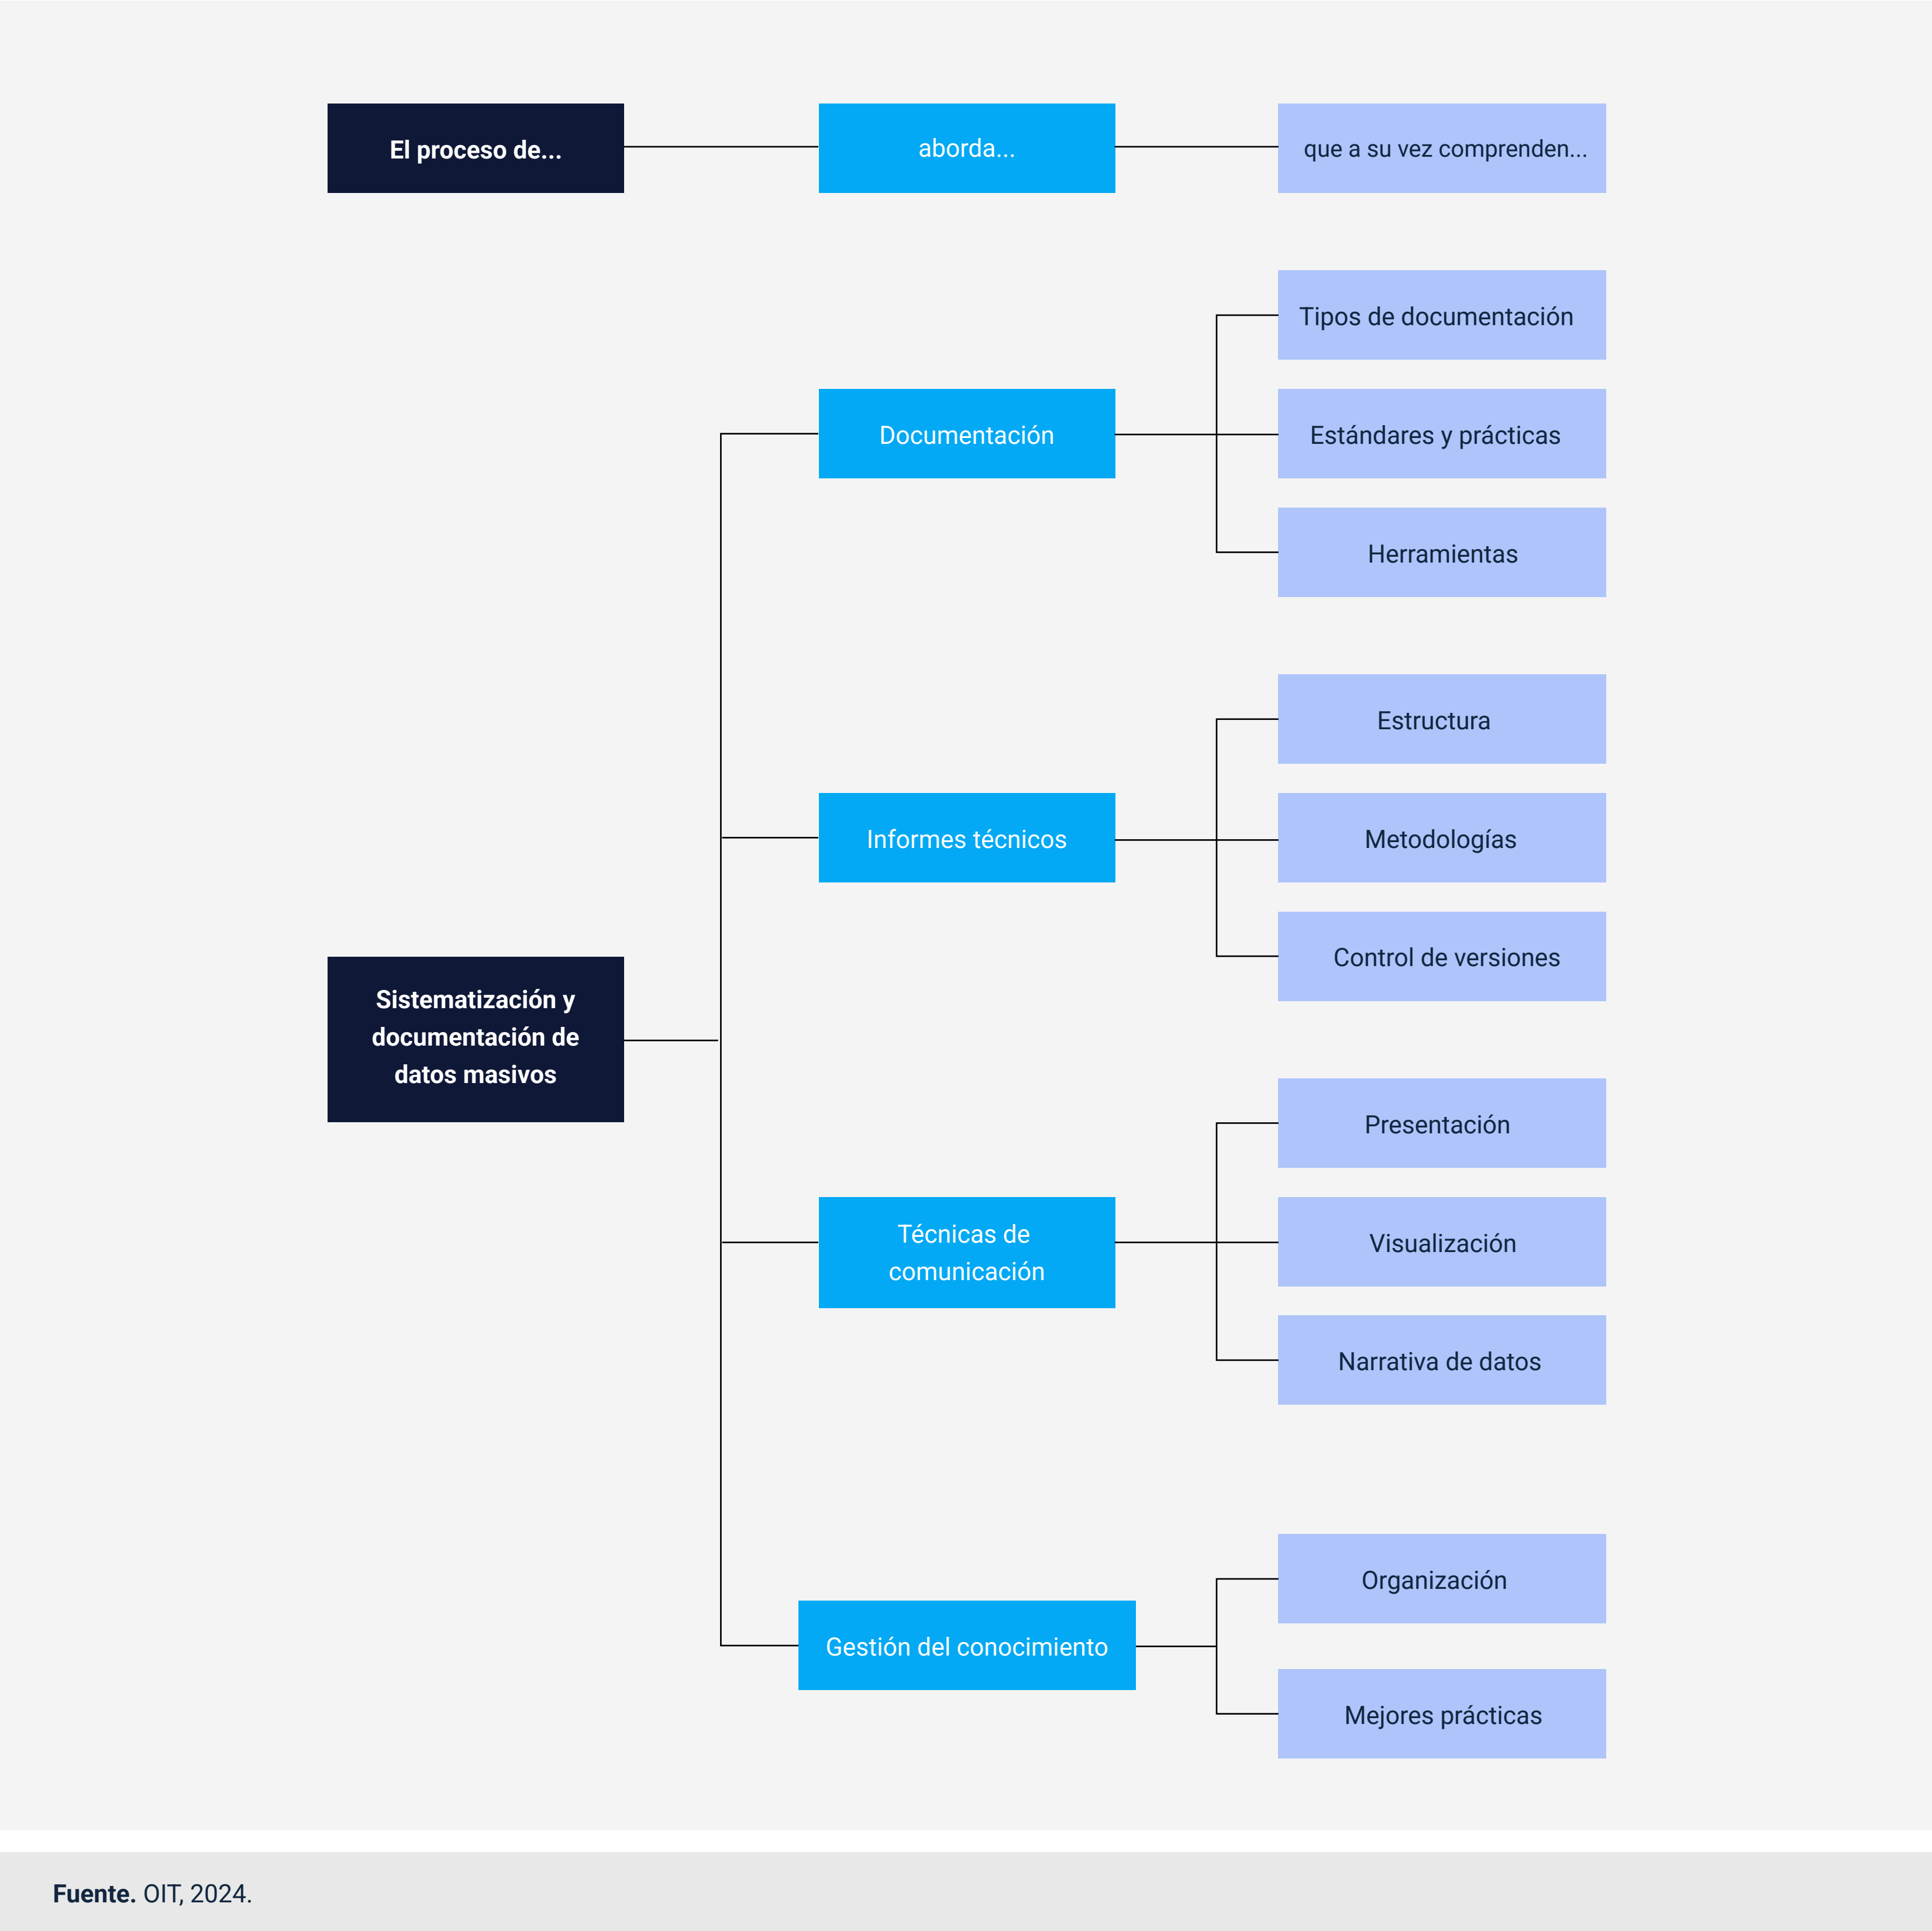 El proceso de...
aborda...
que a su vez comprenden...
Tipos de documentación
Documentación
Estándares y prácticas
Herramientas
Estructura
Informes técnicos
Metodologías
Control de versiones
Sistematización y
documentación de
datos masivos
Presentación
Técnicas de
comunicación
Visualización
Narrativa de datos
Organización
Gestión del conocimiento
Mejores prácticas
Fuente. OIT, 2024.